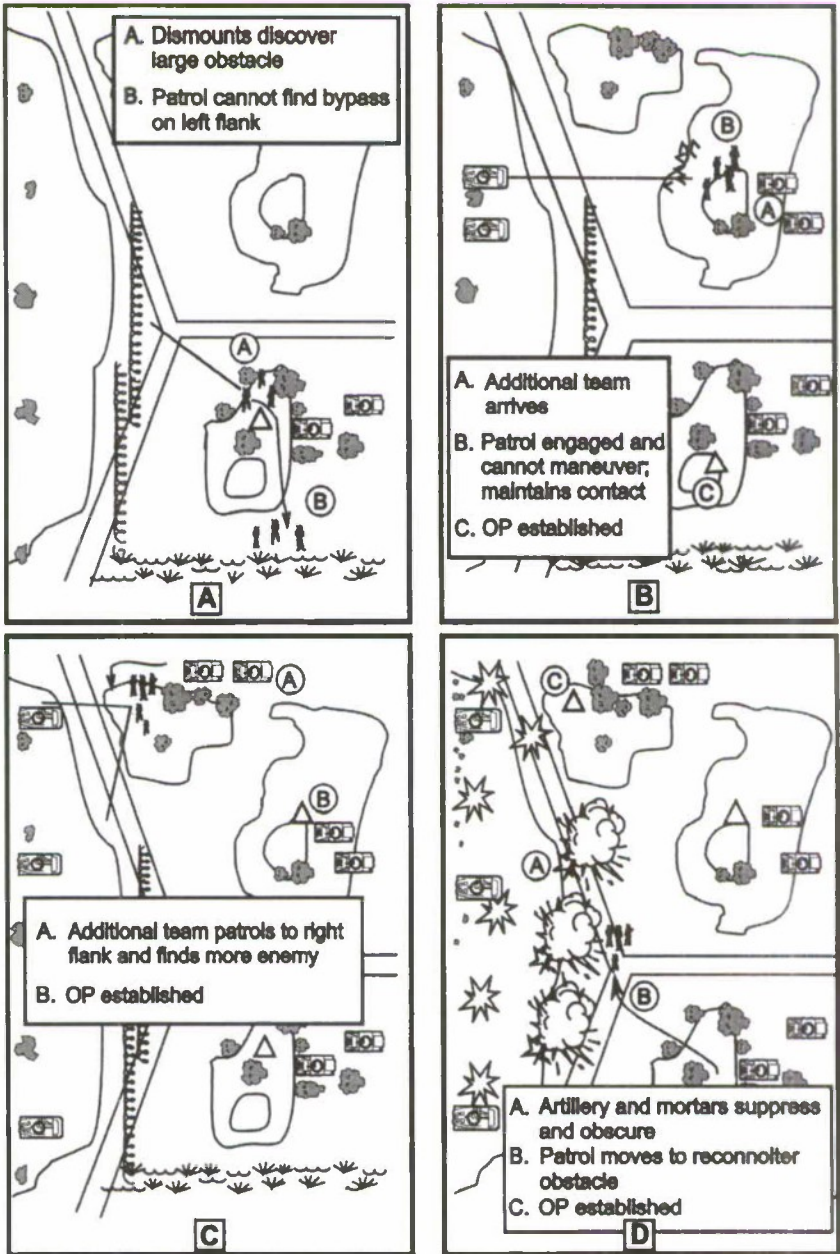 A. Dismounts discover
large obstacle
B. Patrol cannot find bypass
on left flank
A
B
A
B
A
A. Additional team
arrives
B. Patrol engaged and
cannot maneuver;
maintains contact
C. OP established
C
B
A
B
A. Additional team patrols to right
flank and finds more enemy
B. OP established
C
C
A
B
A. Artillery and mortars suppress
and obscure
B. Patrol moves to reconnoiter
obstacle
C. OP established
D